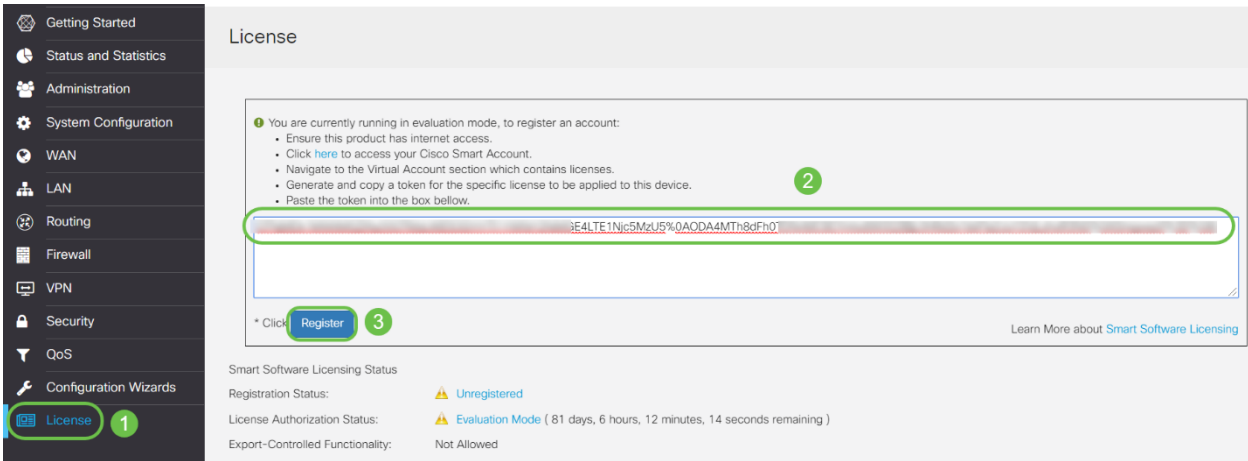 Getting Started
Status and Statistics
Administration
System Configuration
WAN
LAN
Routing
Firewall
VPN
Security
QoS
Configuration Wizards
License
1
License
You are currently running in evaluation mode, to register an account:
• Ensure this product has internet access.
• Click here to access your Cisco Smart Account.
• Navigate to the Virtual Account section which contains licenses.
• Generate and copy a token for the specific license to be applied to this device.
• Paste the token into the box bellow.
2
GE4LTE1Njc5MzU5%0AODA4MTh8dFh0T
* Click Register 3
Learn More about Smart Software Licensing
Smart Software Licensing Status
Registration Status: Unregistered
License Authorization Status: Evaluation Mode ( 81 days, 6 hours, 12 minutes, 14 seconds remaining )
Export-Controlled Functionality: Not Allowed